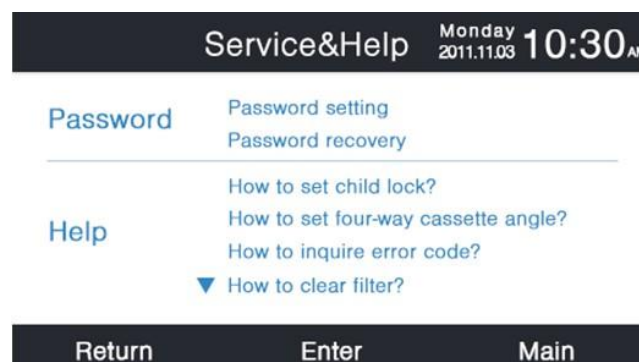 Service&Help
Monday
2011.11.03
10:30 AM
Password
Password setting
Password recovery
Help
How to set child lock?
How to set four-way cassette angle?
How to inquire error code?
▼ How to clear filter?
Return Enter Main